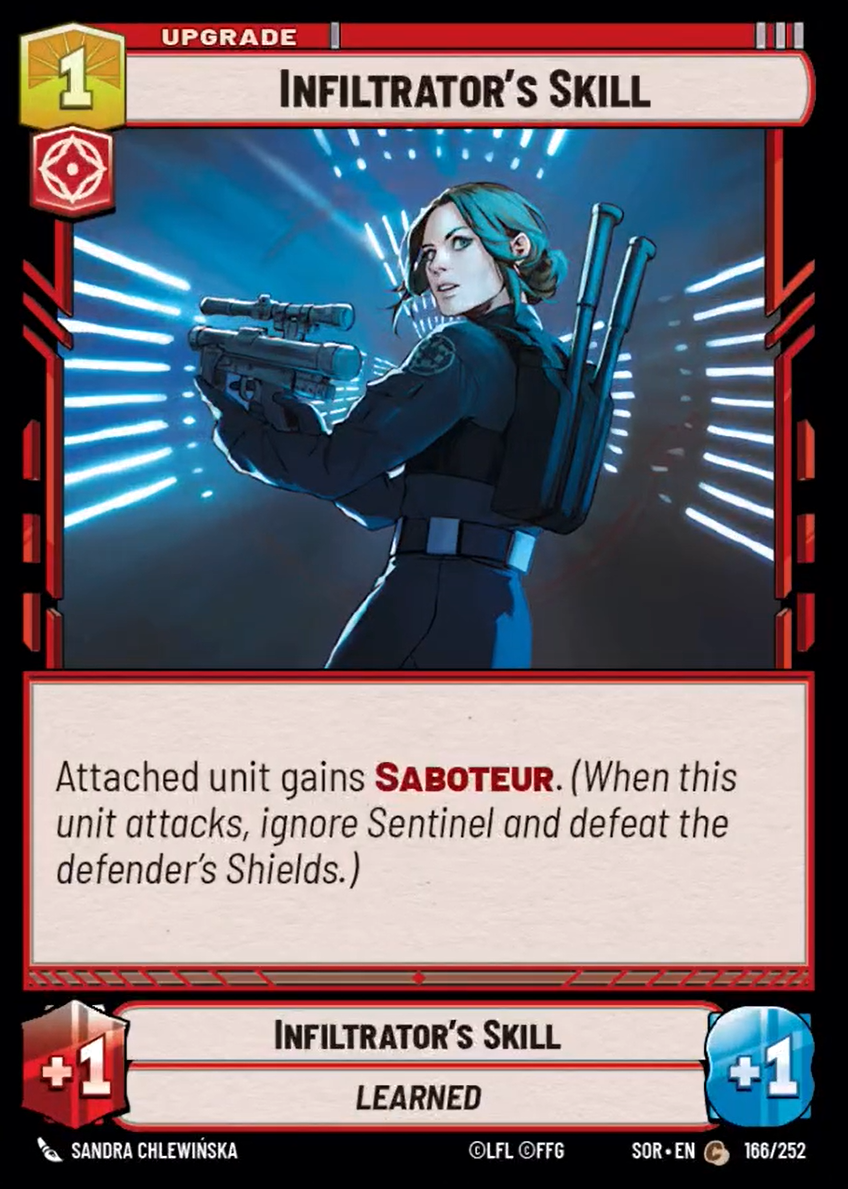 UPGRADE
1
INFILTRATOR'S SKILL
Attached unit gains SABOTEUR. (When this
unit attacks, ignore Sentinel and defeat the
defender's Shields.)
+1
INFILTRATOR'S SKILL
+1
LEARNED
SANDRA CHLEWIŃSKA
©LFL ©FFG
SOR • EN C 166/252